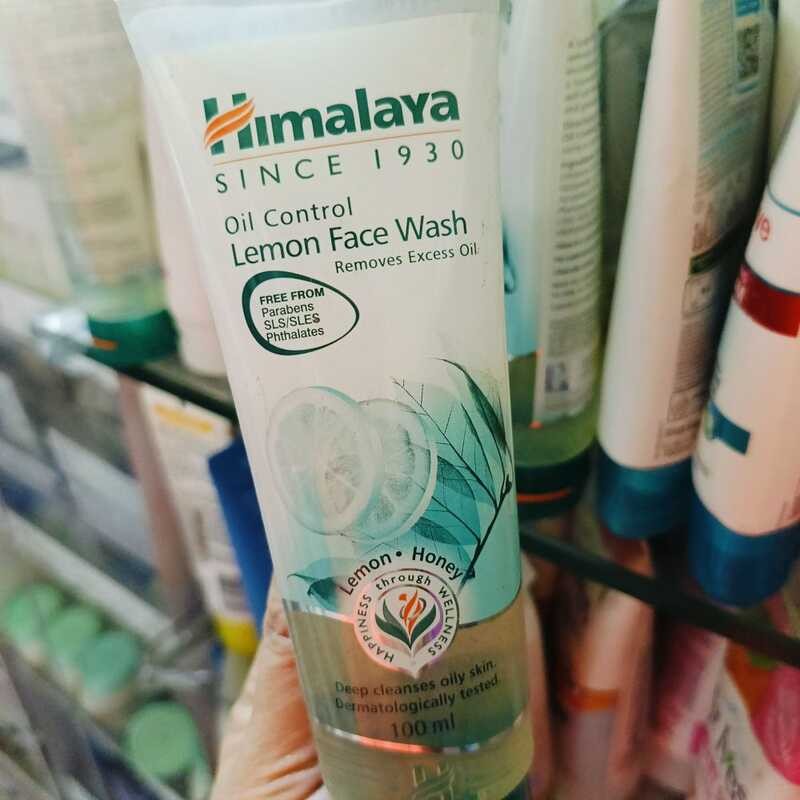 Himalaya
SINCE 1930
Oil Control
Lemon Face Wash
Removes Excess Oil
FREE FROM
Parabens
SLS/SLES
Phthalates
Lemon • Honey
HAPPINESS through WELLNESS
Deep cleanses oily skin.
Dermatologically tested.
100 ml